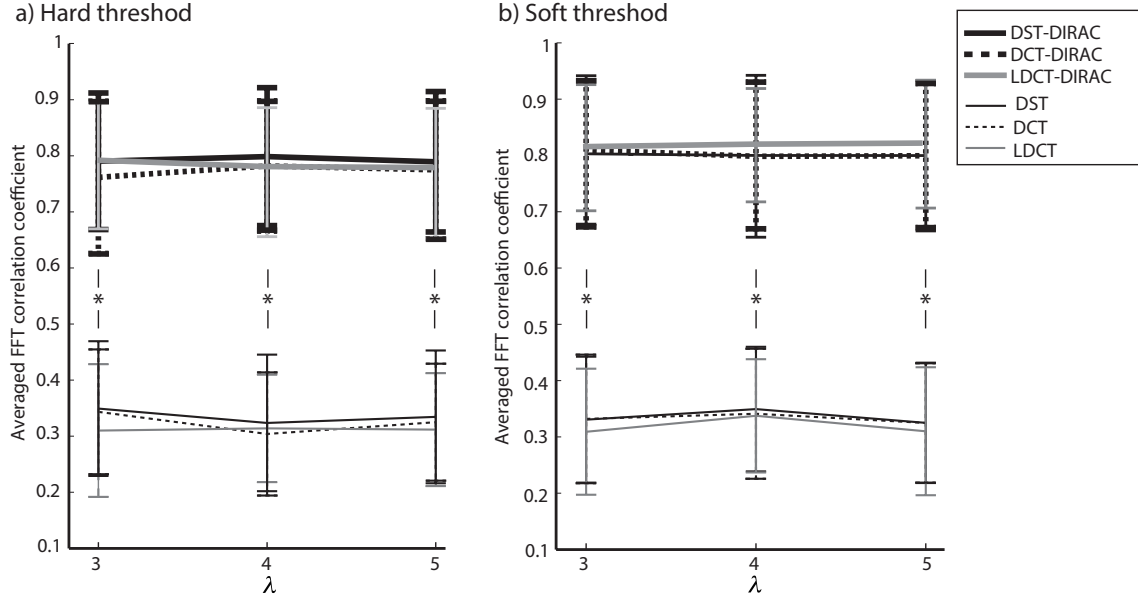 a) Hard threshod
Averaged FFT correlation coefficient
1
0.9
0.8
0.7
0.6
0.5
0.4
0.3
0.2
0.1
*
*
*
3
4
5
λ
b) Soft threshod
Averaged FFT correlation coefficient
1
0.9
0.8
0.7
0.6
0.5
0.4
0.3
0.2
0.1
*
*
*
3
4
5
λ
DST-DIRAC
DCT-DIRAC
LDCT-DIRAC
DST
DCT
LDCT